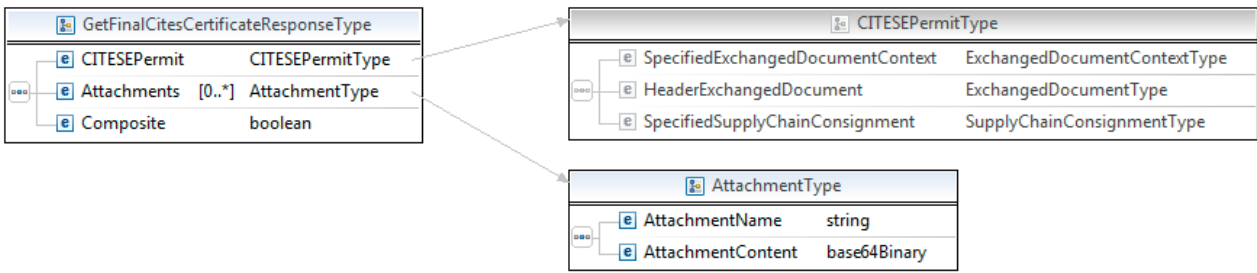 GetFinalCitesCertificateResponseType
e CITESEPermit CITESEPermitType
e Attachments [0..*] AttachmentType
e Composite boolean
CITESEPermitType
e SpecifiedExchangedDocumentContext ExchangedDocumentContextType
e HeaderExchangedDocument ExchangedDocumentType
e SpecifiedSupplyChainConsignment SupplyChainConsignmentType
AttachmentType
e AttachmentName string
e AttachmentContent base64Binary